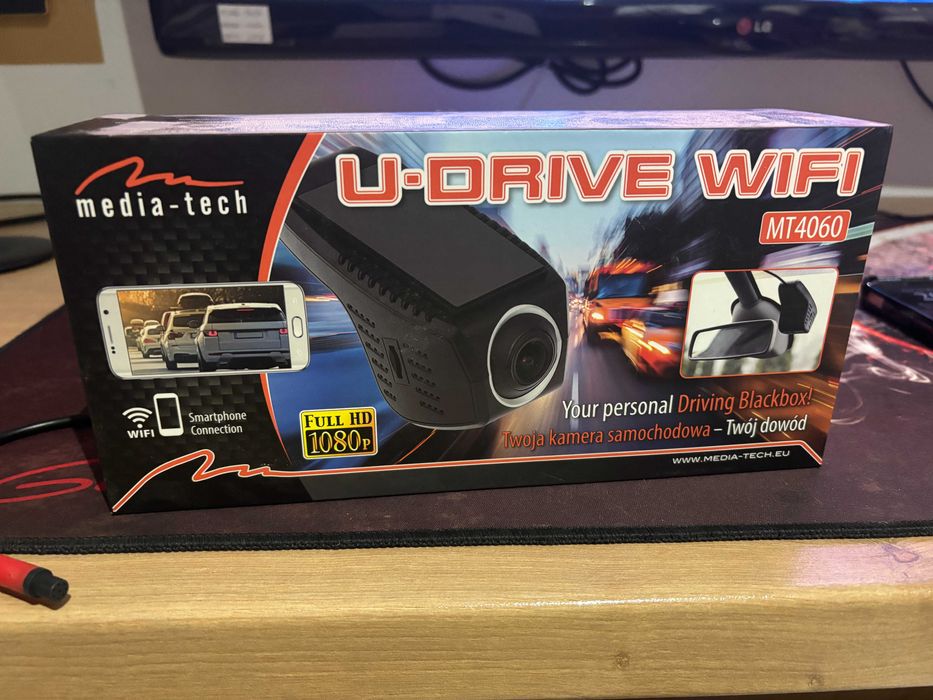 LG
media-tech
U-DRIVE WIFI
MT4060
WIFI
Smartphone
Connection
FULL HD
1080p
Your personal Driving Blackbox!
Twoja kamera samochodowa – Twój dowód
WWW.MEDIA-TECH.EU